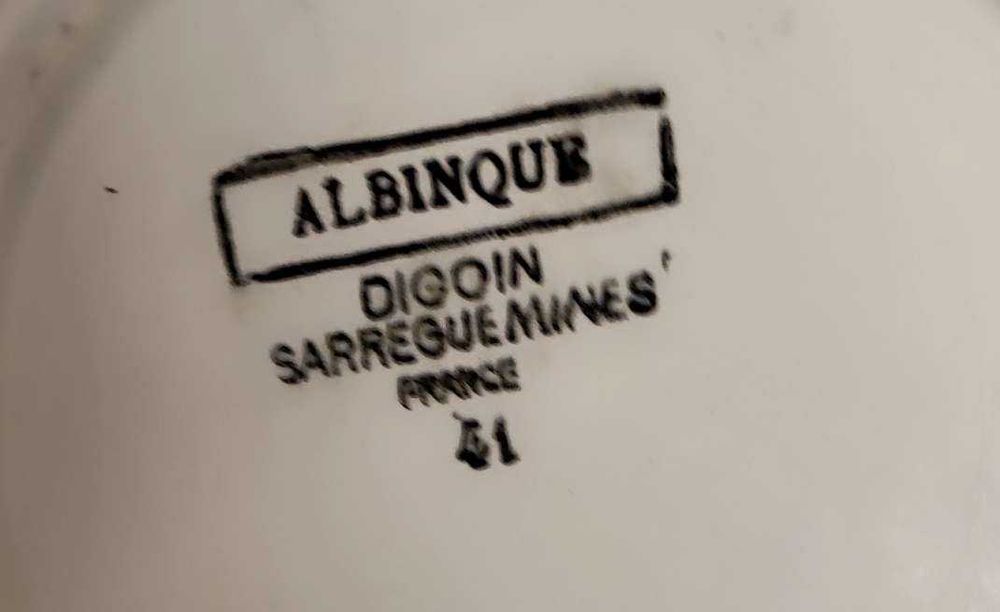 ALBINQUE
DIGOIN
SARREGUEMINES
FRANCE
41